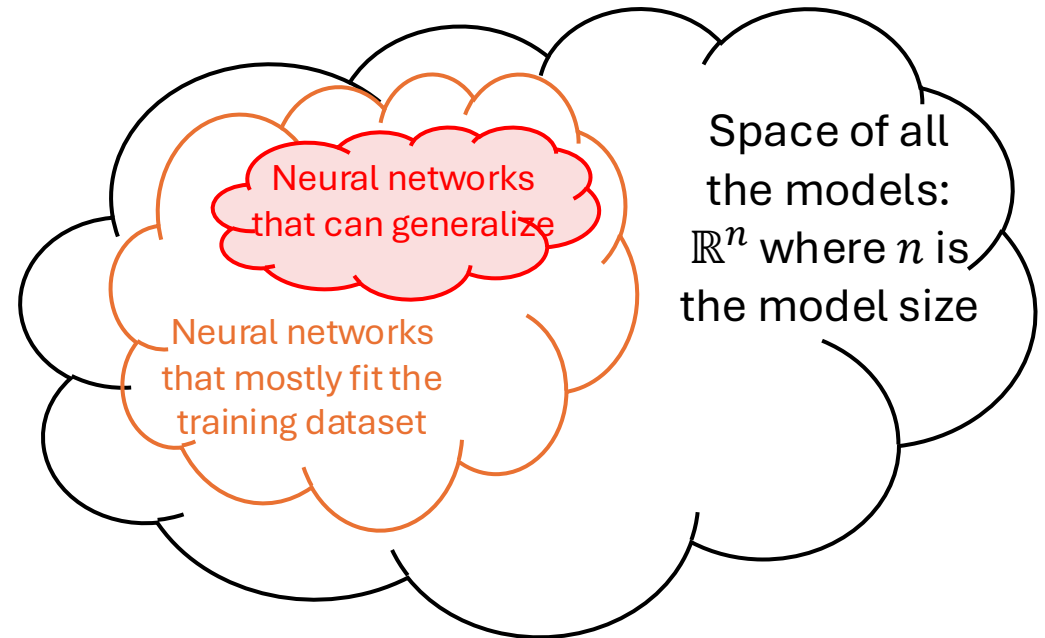 Neural networks
that can generalize
Space of all
the models:
ℝⁿ where n is
the model size
Neural networks
that mostly fit the
training dataset